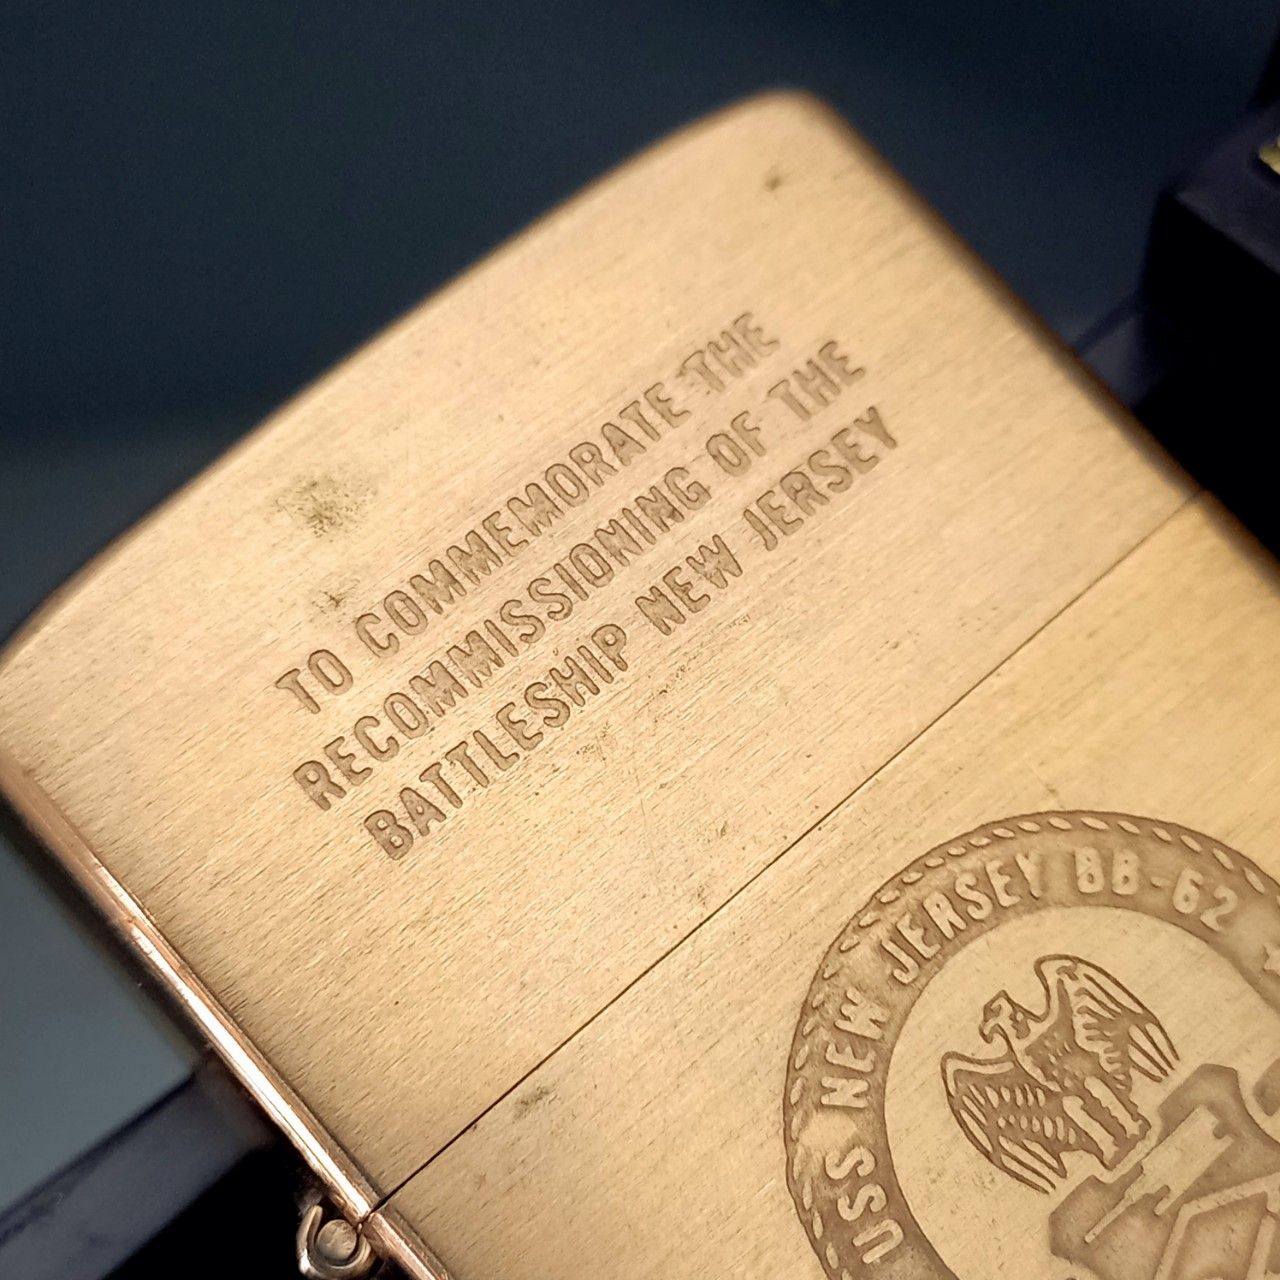 TO COMMEMORATE THE
RECOMMISSIONING OF THE
BATTLESHIP NEW JERSEY
USS NEW JERSEY BB-62